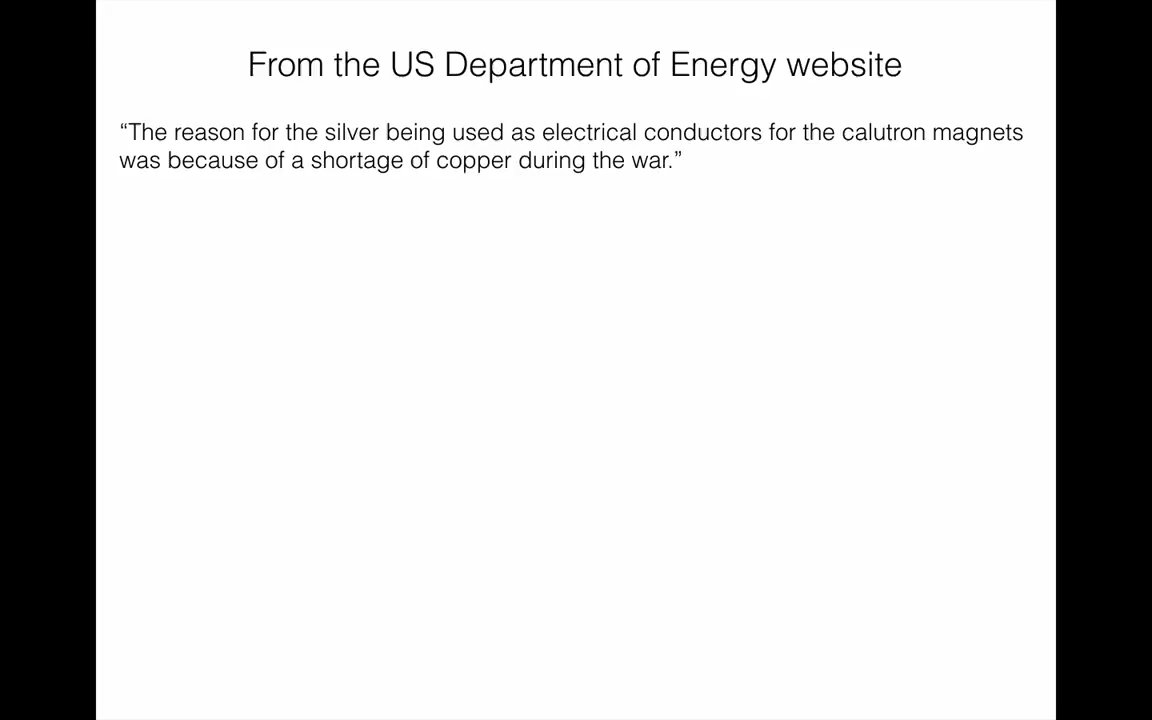 From the US Department of Energy website
“The reason for the silver being used as electrical conductors for the calutron magnets
was because of a shortage of copper during the war.”